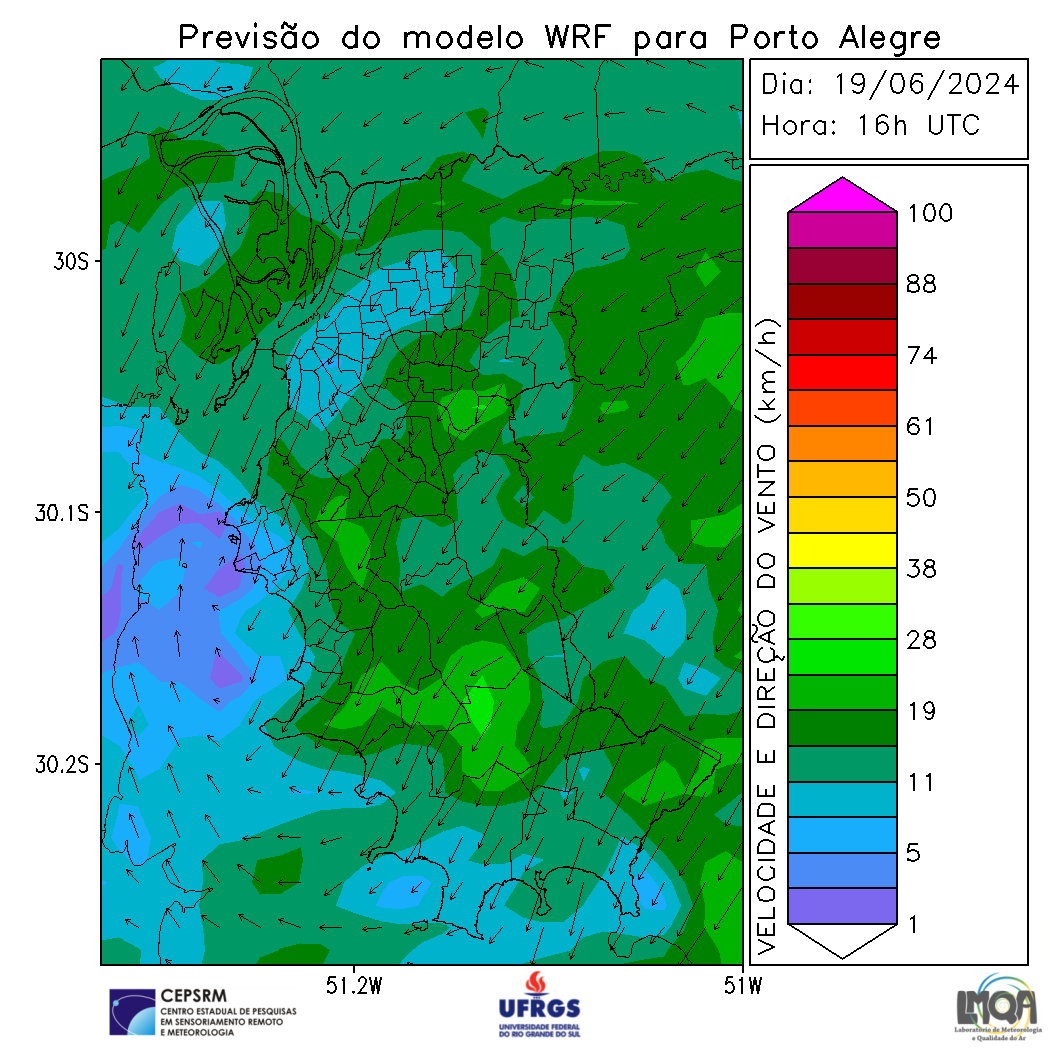 Previsão do modelo WRF para Porto Alegre
Dia: 19/06/2024
Hora: 16h UTC
VELOCIDADE E DIREÇÃO DO VENTO (km/h)
100
88
74
61
50
38
28
19
11
5
1
30S
30.1S
30.2S
51.2W
51W
CEPSRM
CENTRO ESTADUAL DE PESQUISAS
EM SENSORIAMENTO REMOTO
E METEOROLOGIA
UFRGS
UNIVERSIDADE FEDERAL
DO RIO GRANDE DO SUL
LMQA
Laboratório de Meteorologia
e Qualidade do Ar